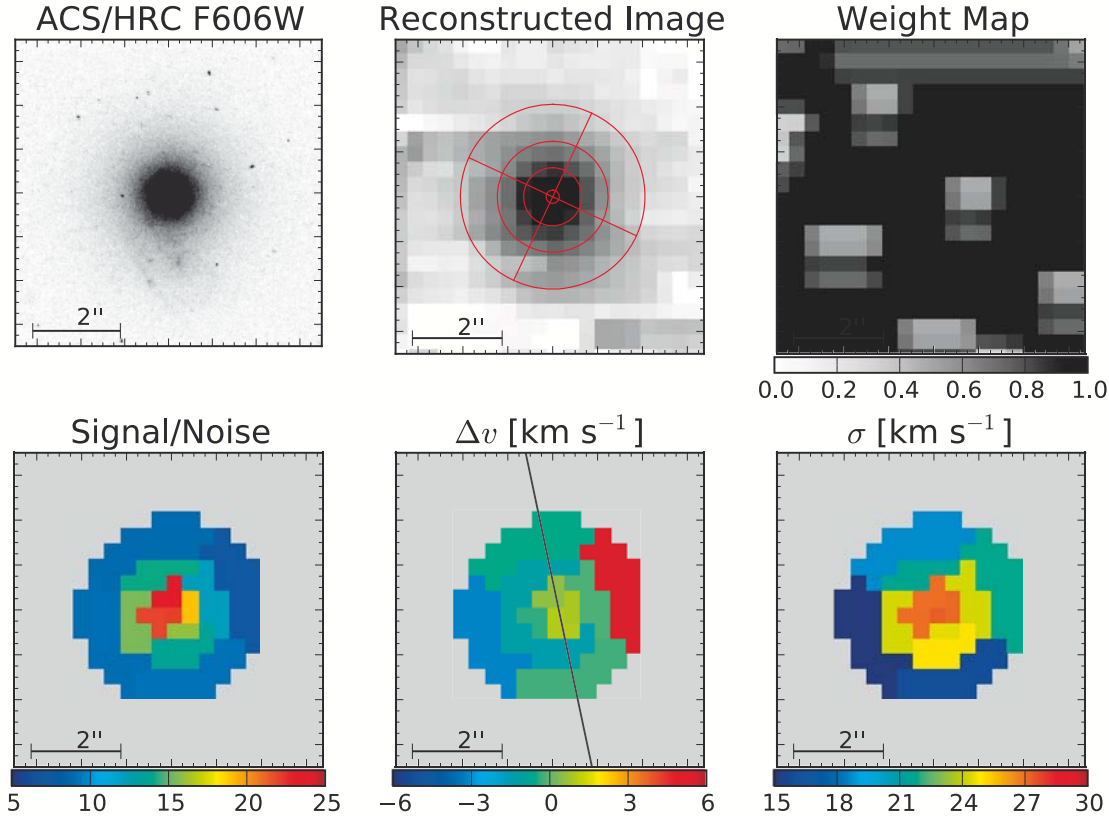 ACS/HRC F606W
Reconstructed Image
Weight Map
2''
2''
2''
0.0 0.2 0.4 0.6 0.8 1.0
Signal/Noise
Δv [km s⁻¹]
σ [km s⁻¹]
2''
2''
2''
5 10 15 20 25
−6 −3 0 3 6
15 18 21 24 27 30